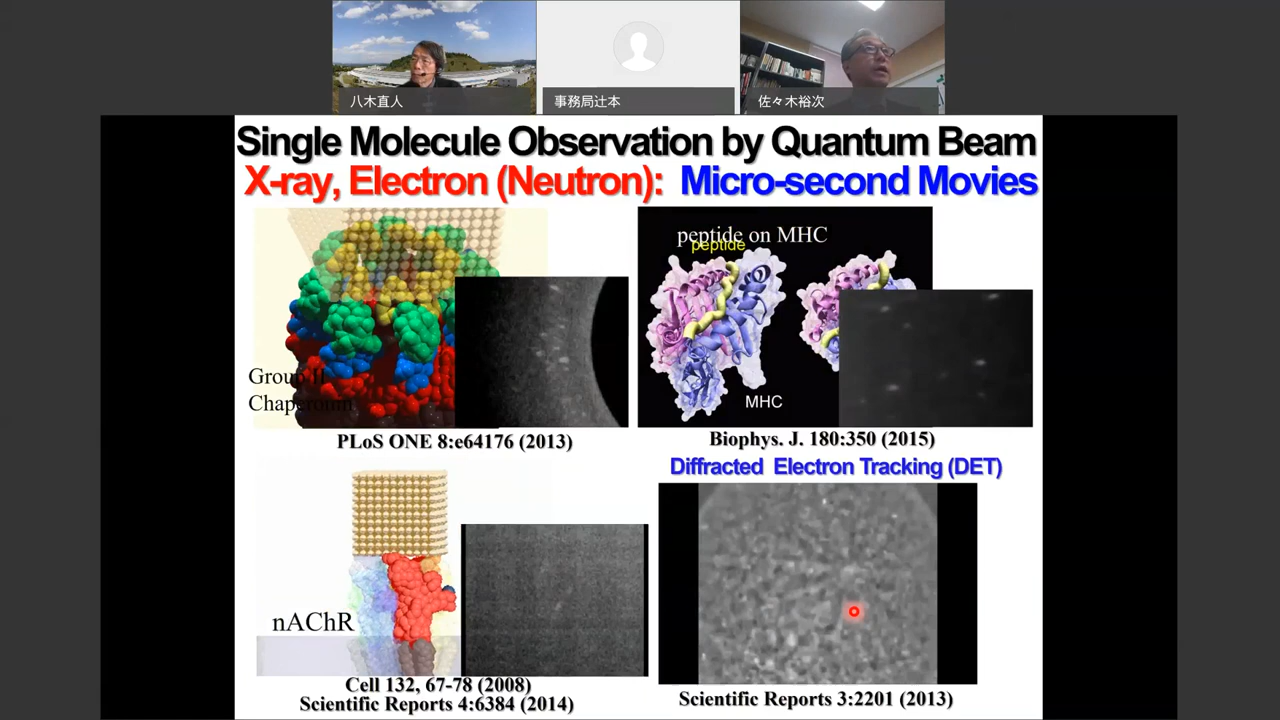 八木直人
事務局辻本
佐々木裕次
Single Molecule Observation by Quantum Beam
X-ray, Electron (Neutron): Micro-second Movies
peptide on MHC
peptide
Group II
Chaperonin
MHC
PLoS ONE 8:e64176 (2013)
Biophys. J. 180:350 (2015)
Diffracted Electron Tracking (DET)
nAChR
Cell 132, 67-78 (2008)
Scientific Reports 4:6384 (2014)
Scientific Reports 3:2201 (2013)